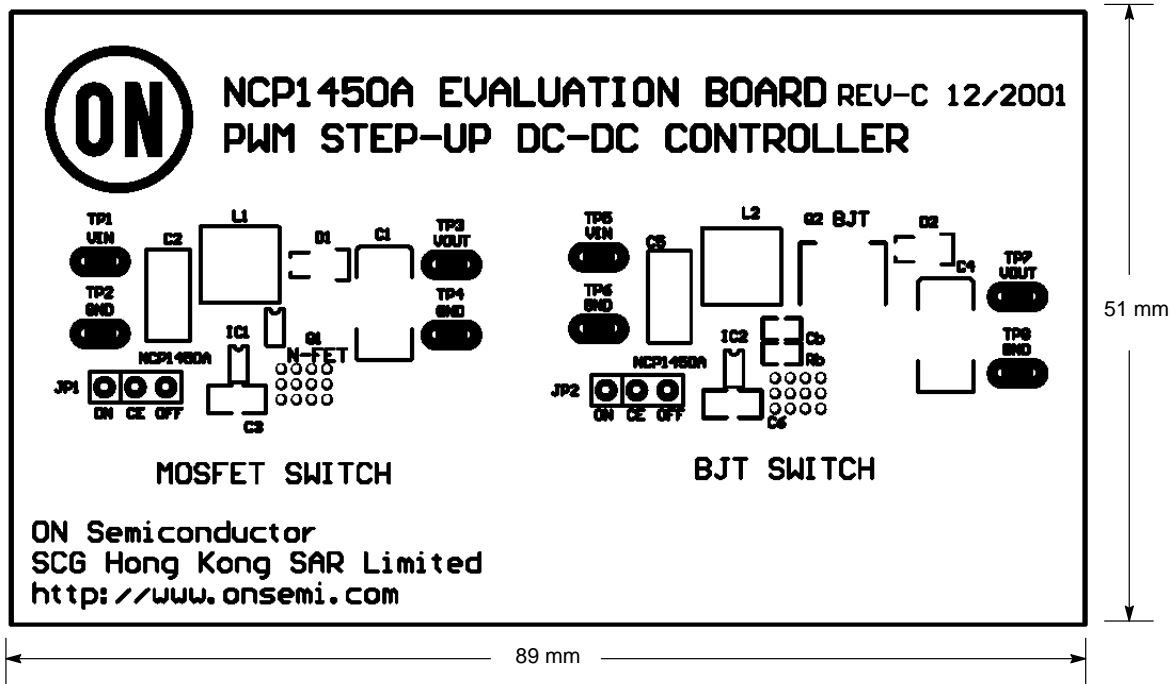 ON
NCP1450A EVALUATION BOARD REV-C 12/2001
PWM STEP-UP DC-DC CONTROLLER
TP1
VIN
C2
L1
D1
C1
TP3
VOUT
TP2
GND
TP4
GND
IC1
Q1
N-FET
NCP1450A
JP1
ON CE OFF
C3
MOSFET SWITCH
TP5
VIN
C5
L2
Q2 BJT
D2
C4
TP7
VOUT
TP6
GND
IC2
Cb
Rb
TP8
GND
NCP1450A
JP2
ON CE OFF
C6
BJT SWITCH
ON Semiconductor
SCG Hong Kong SAR Limited
http://www.onsemi.com
51 mm
89 mm